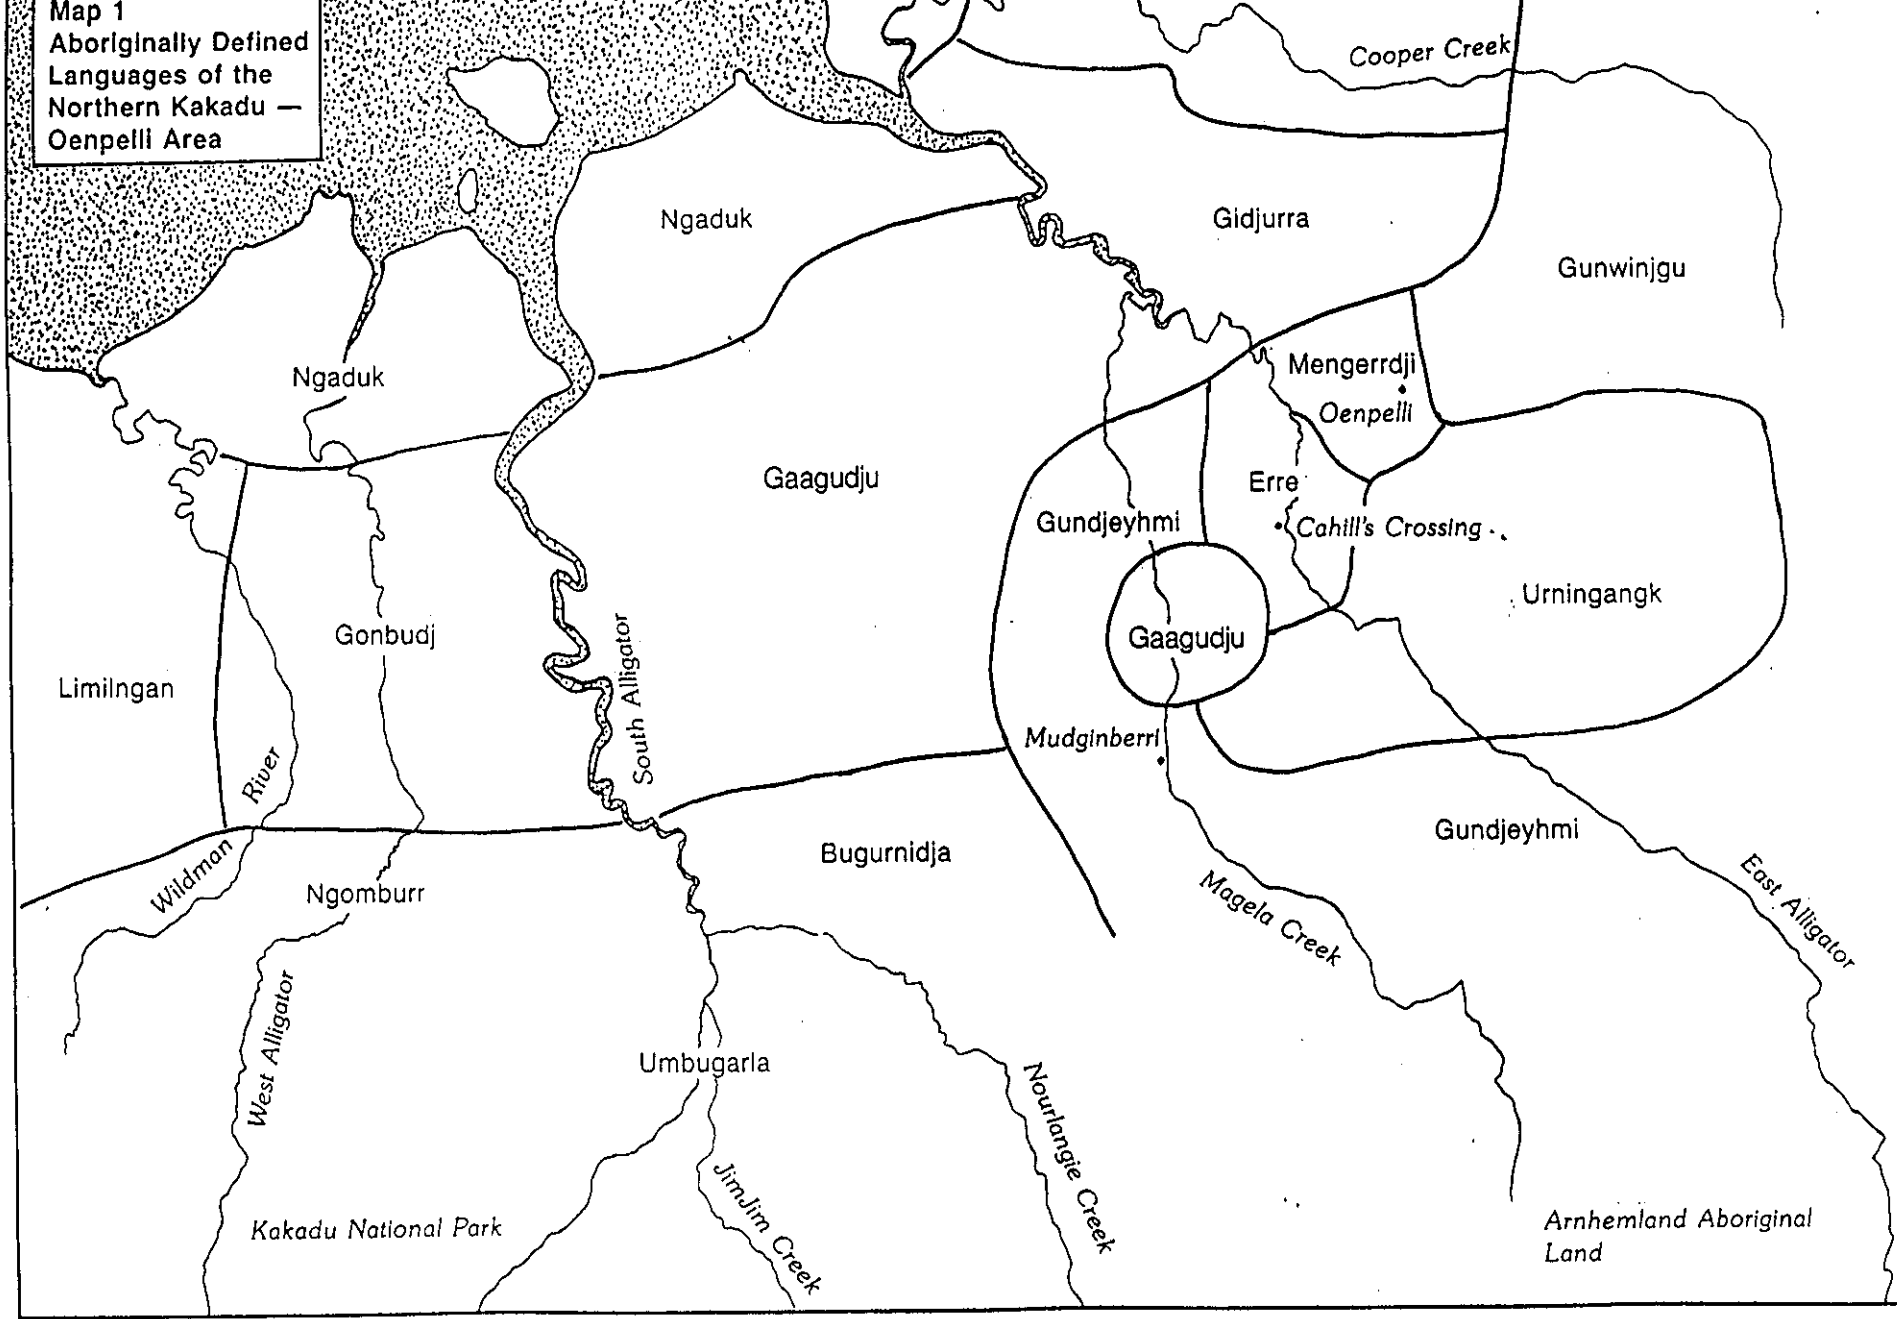 Map 1
Aboriginally Defined
Languages of the
Northern Kakadu —
Oenpelli Area
Cooper Creek
Ngaduk
Gidjurra
Gunwinjgu
Mengerrdji
Oenpelli
Ngaduk
Gaagudju
Erre
Gundjeyhmi
Cahill's Crossing
Urningangk
Gonbudj
Gaagudju
Limilngan
South Alligator
Mudginberri
River
Wildman
Gundjeyhmi
Bugurnidja
Ngomburr
Magela Creek
East Alligator
West Alligator
Umbugarla
Nourlangie Creek
JimJim Creek
Kakadu National Park
Arnhemland Aboriginal
Land